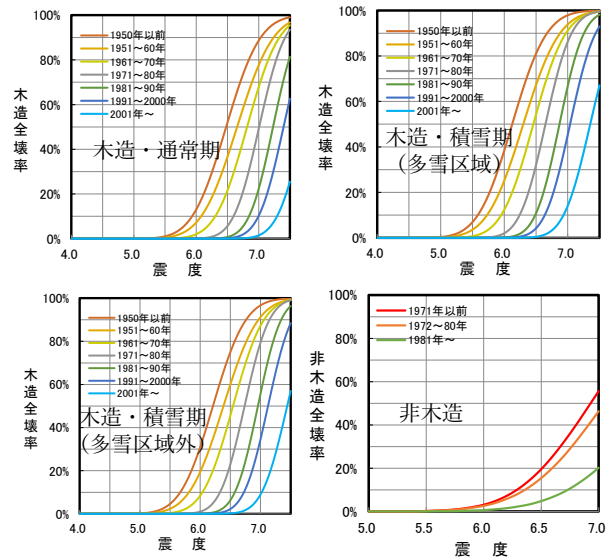 木造全壊率
100%
80%
60%
40%
20%
0%
1950年以前
1951～60年
1961～70年
1971～80年
1981～90年
1991～2000年
2001年～
木造・通常期
4.0
5.0
6.0
7.0
震 度
木造全壊率
100%
80%
60%
40%
20%
0%
1950年以前
1951～60年
1961～70年
1971～80年
1981～90年
1991～2000年
2001年～
木造・積雪期
(多雪区域)
4.0
5.0
6.0
7.0
震 度
木造全壊率
100%
80%
60%
40%
20%
0%
1950年以前
1951～60年
1961～70年
1971～80年
1981～90年
1991～2000年
2001年～
木造・積雪期
(多雪区域外)
4.0
5.0
6.0
7.0
震 度
非木造全壊率
100%
80%
60%
40%
20%
0%
1971年以前
1972～80年
1981年～
非木造
5.0
5.5
6.0
6.5
7.0
震 度